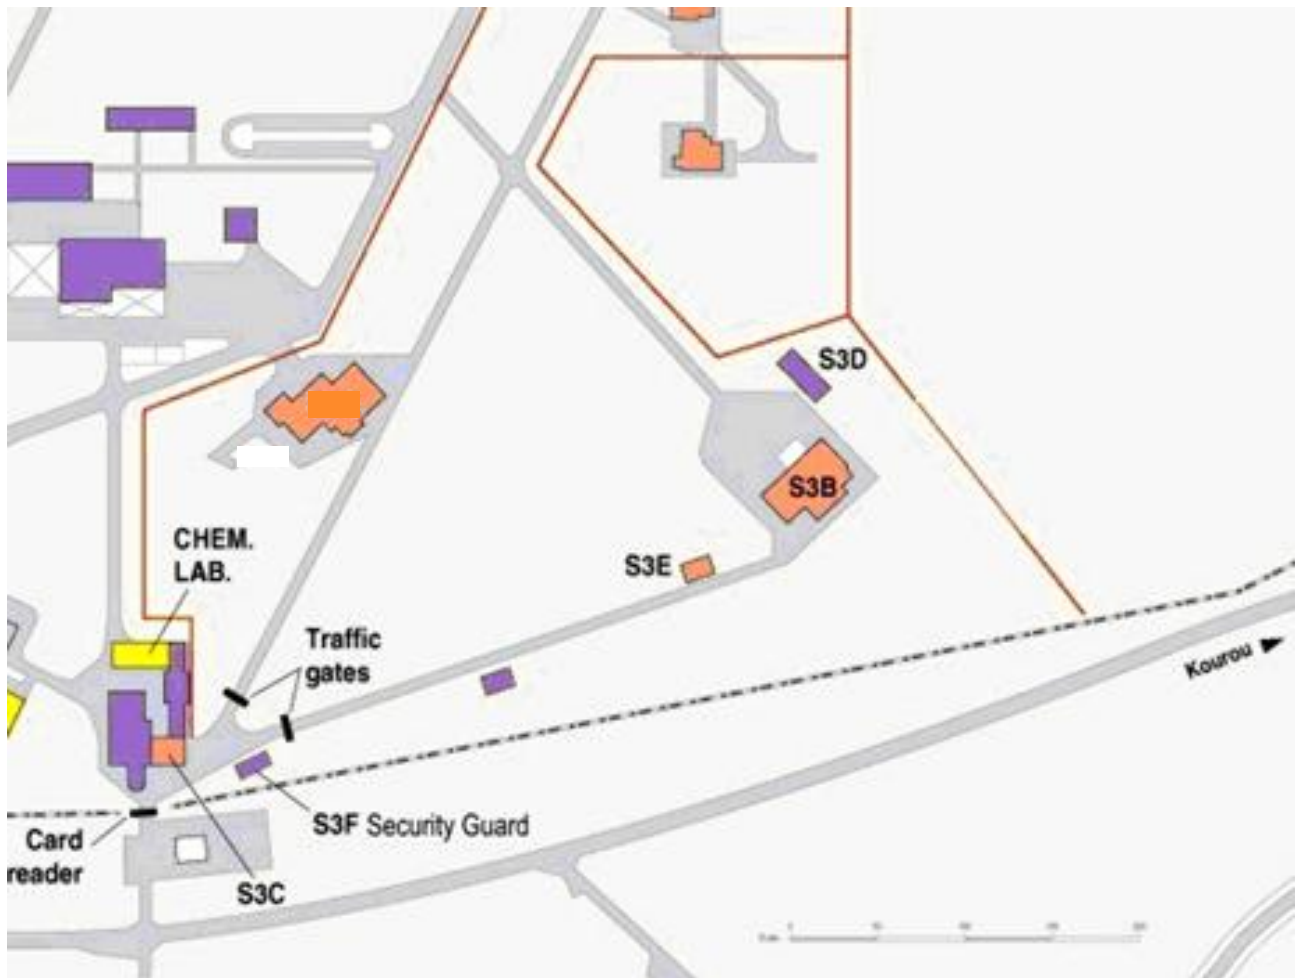 S3D
S3B
CHEM.
LAB.
S3E
Traffic
gates
Kourou
S3F Security Guard
Card
reader
S3C